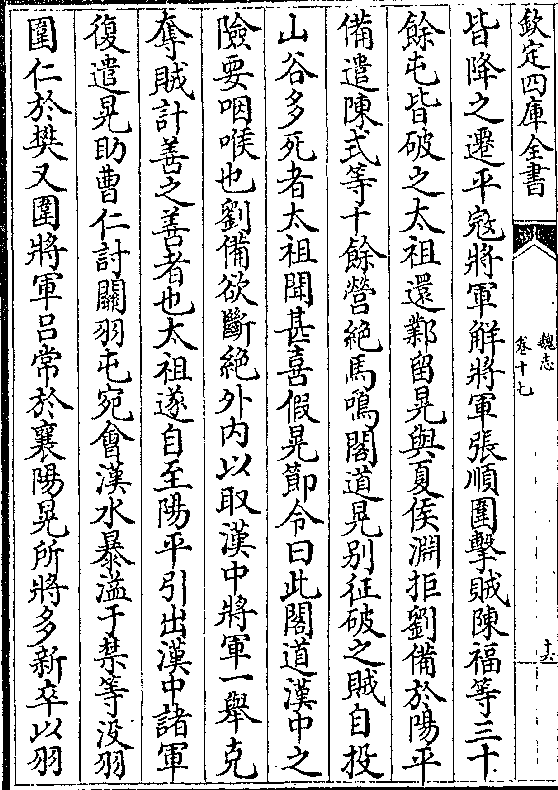 欽定四庫全書
魏志
卷十七
十二
皆降之遷平寇將軍解將軍張順圍擊賊陳福等三十
餘屯皆破之太祖還鄴留晃與夏侯淵拒劉備於陽平
備遣陳式等十餘營絶馬鳴閣道晃别征破之賊自投
山谷多死者太祖聞甚喜假晃節令曰此閣道漢中之
險要咽喉也劉備欲斷絶外内以取漢中將軍一舉克
奪賊計善之善者也太祖遂自至陽平引出漢中諸軍
復遣晃助曹仁討關羽屯宛會漢水暴溢于禁等没羽
圍仁於樊又圍將軍吕常於襄陽晃所將多新卒以羽